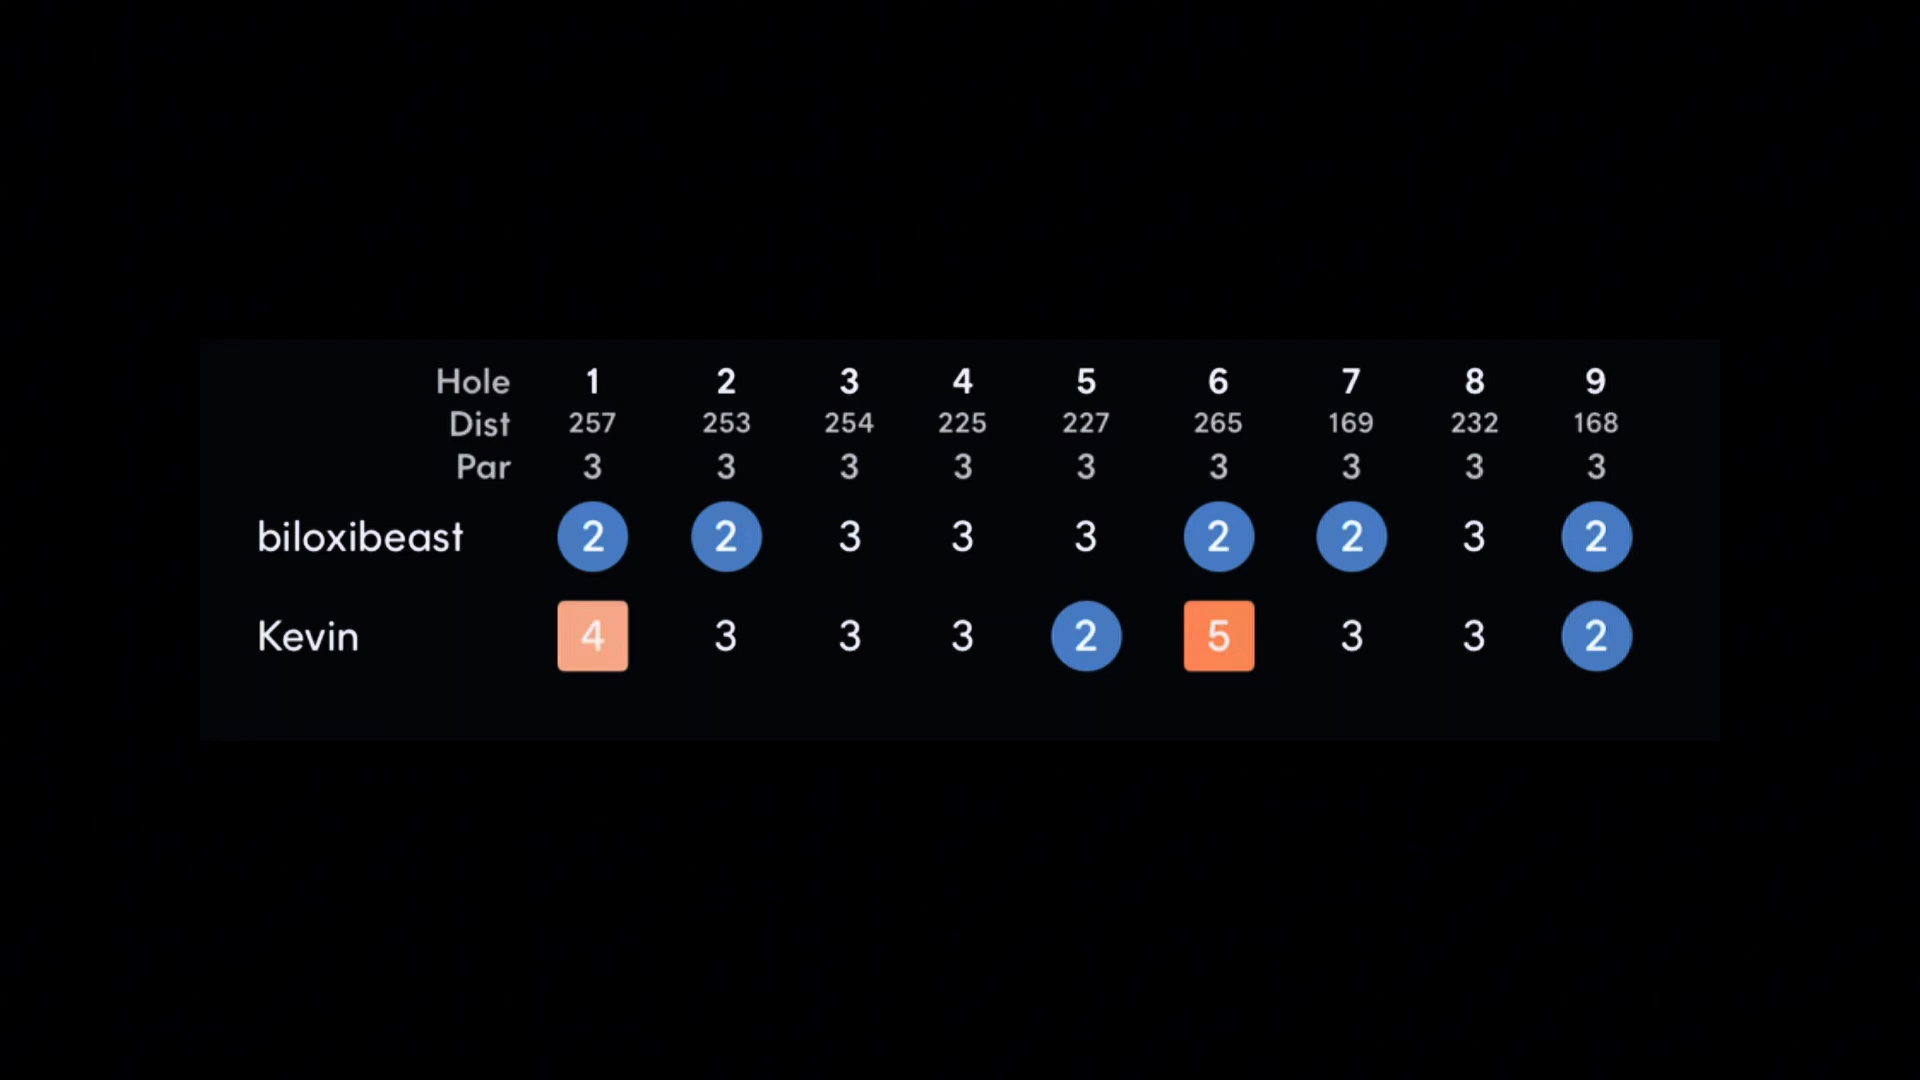 Hole 1 2 3 4 5 6 7 8 9
Dist 257 253 254 225 227 265 169 232 168
Par 3 3 3 3 3 3 3 3 3
biloxibeast 2 2 3 3 3 2 2 3 2
Kevin 4 3 3 3 2 5 3 3 2